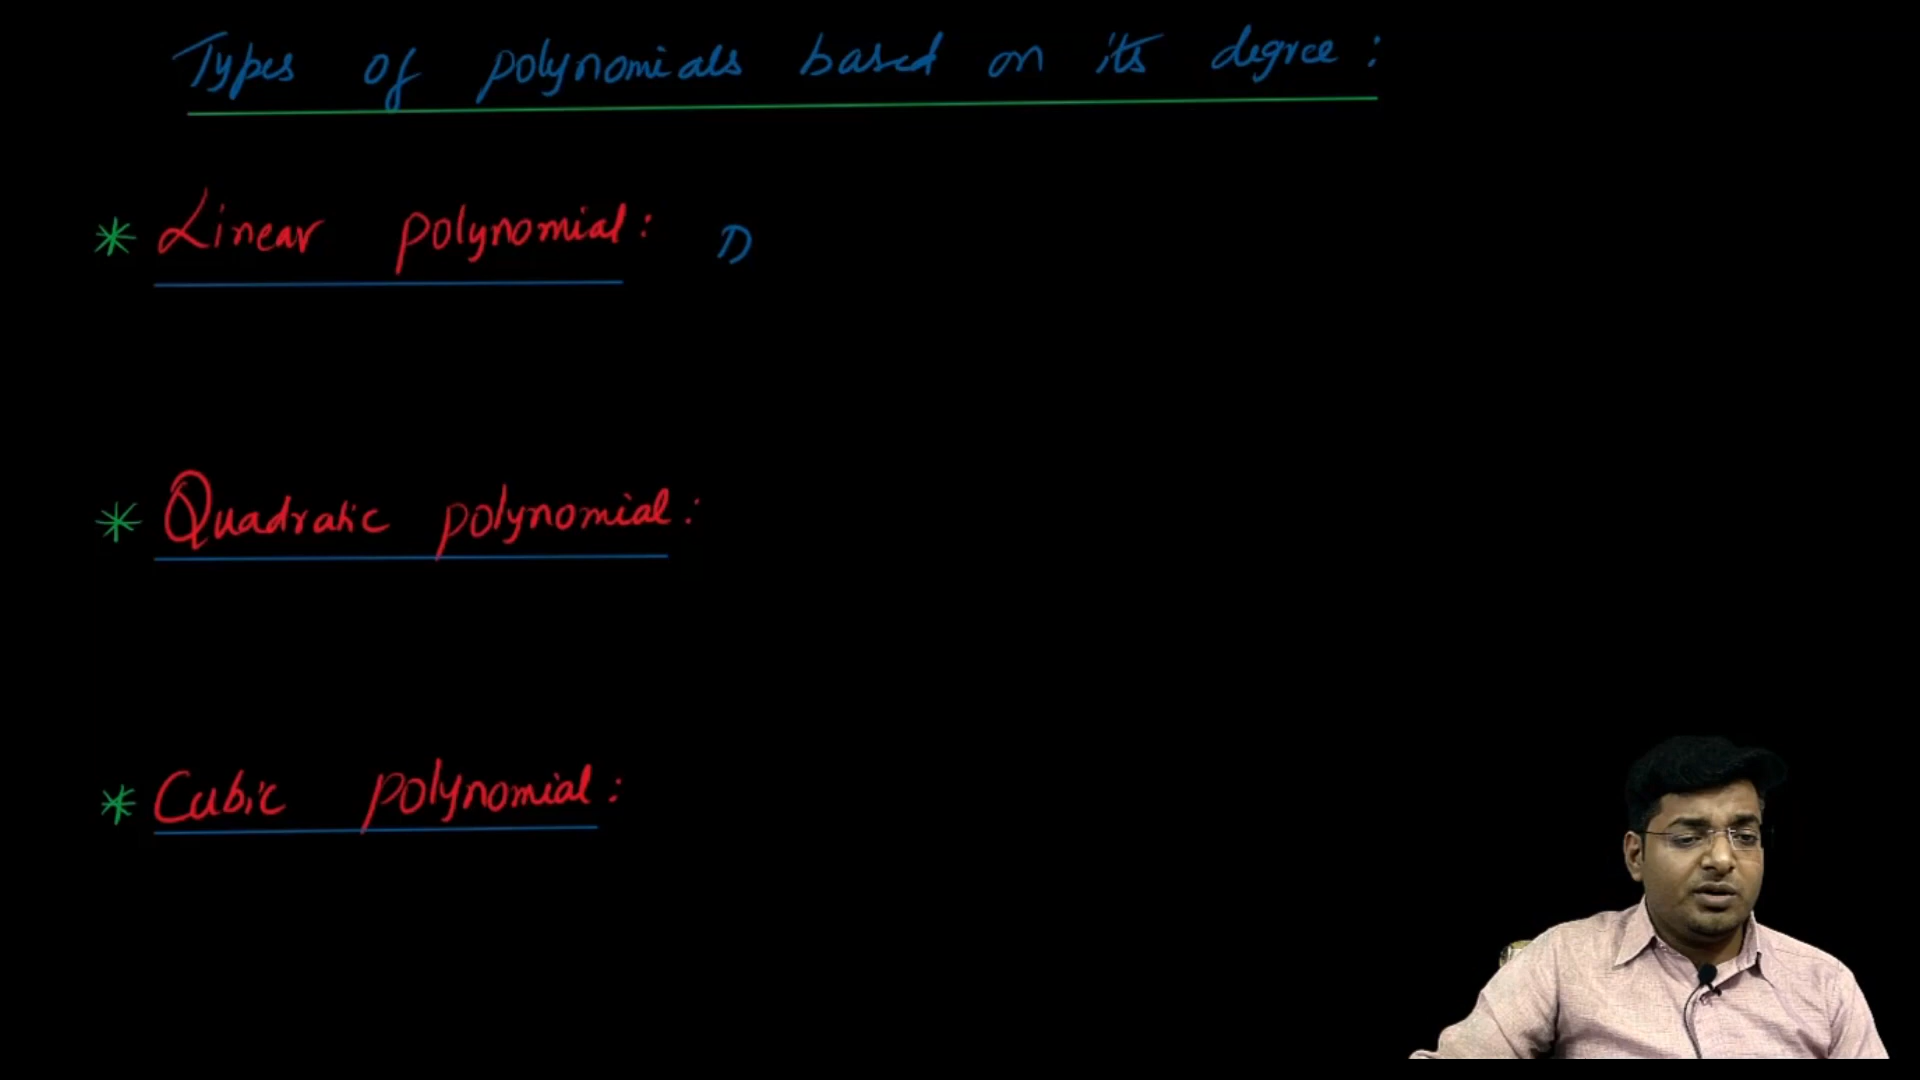 Types of polynomials based on its degree:
* Linear polynomial: D
* Quadratic polynomial:
* Cubic polynomial: